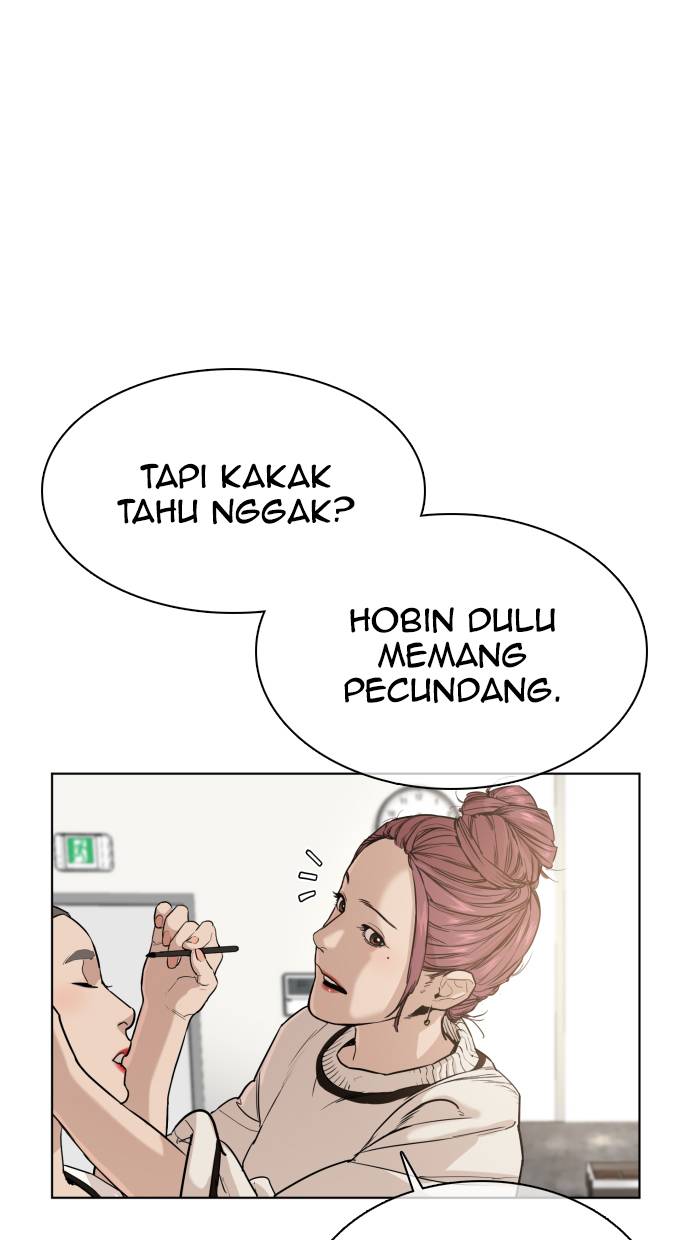 TAPI KAKAK
TAHU NGGAK?
HOBIN DULU
MEMANG
PECUNDANG.